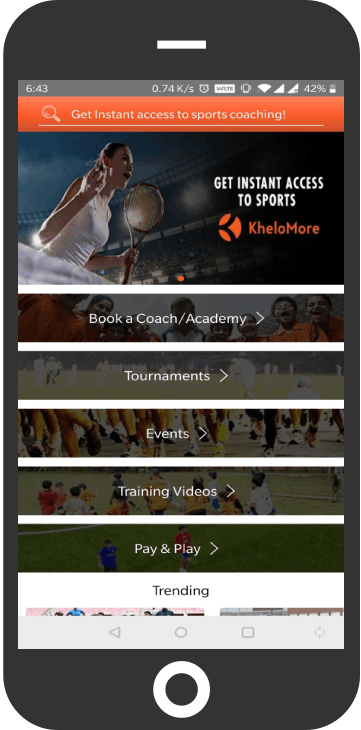 6:43 0.74 K/s VoLTE 42%
Get Instant access to sports coaching!
GET INSTANT ACCESS
TO SPORTS
KheloMore
Book a Coach/Academy
Tournaments
Events
Training Videos
Pay & Play
Trending